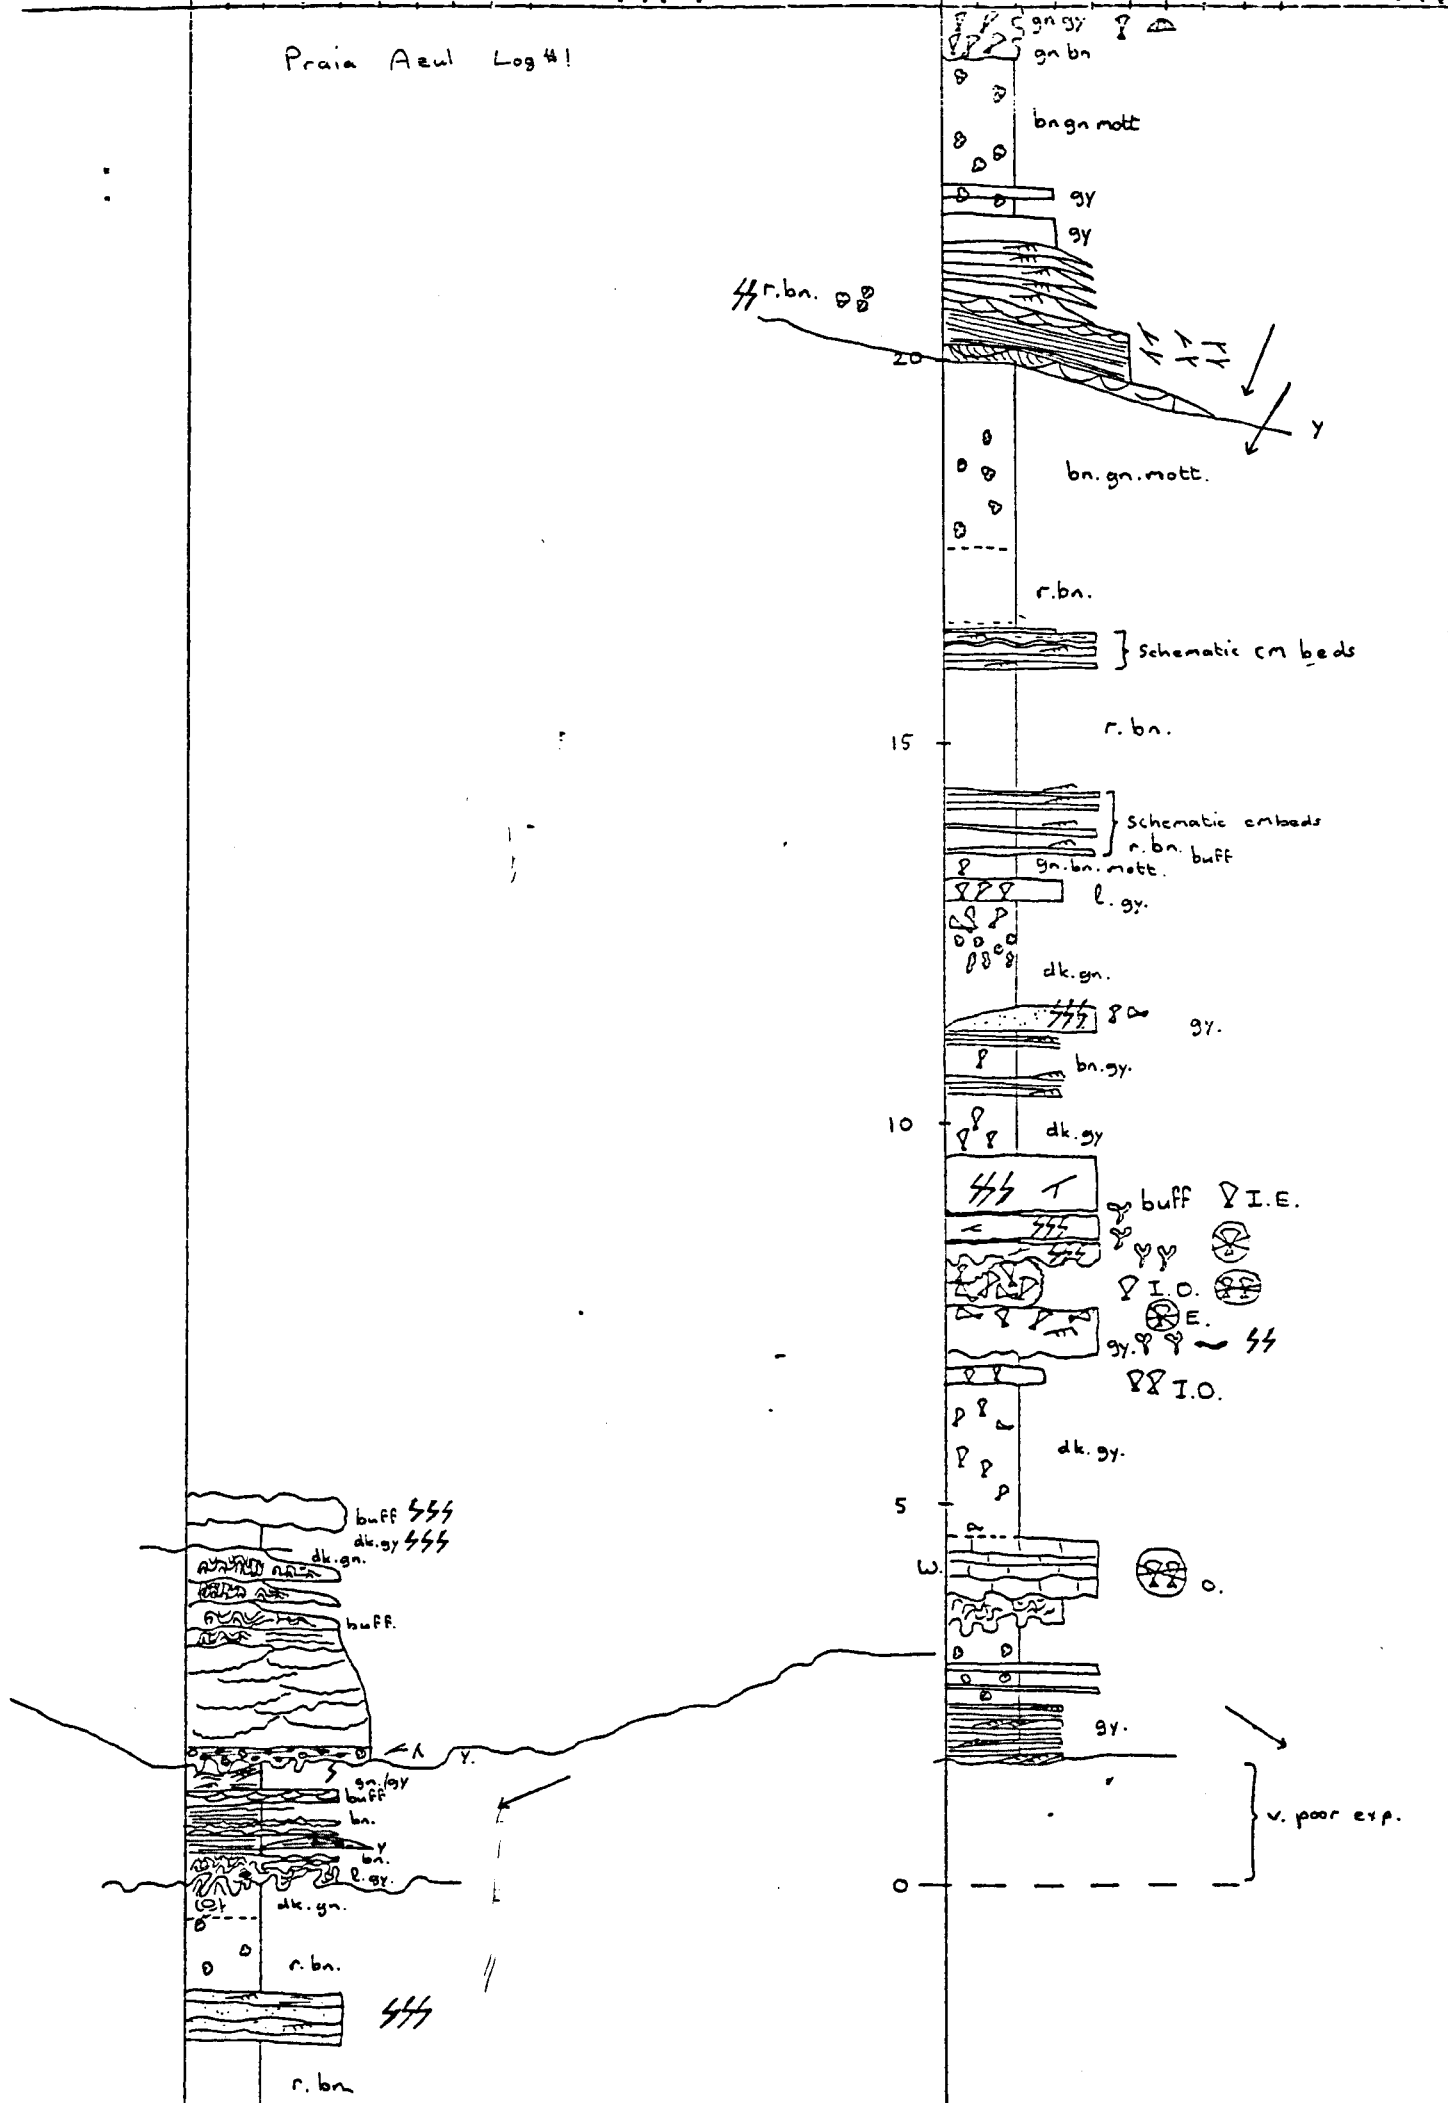 Praia Azul Log #1
gn gy
gn bn
bn gn mott
gy
gy
r.bn.
20
Y
bn.gn.mott.
r.bn.
Schematic cm beds
r.bn.
15
Schematic cm beds
r.bn. buff
gn.bn.mott.
l.gy.
dk.gn.
gy.
bn.gy.
10
dk.gy
buff I.E.
I.O.
E.
gy.
I.O.
dk.gy.
5
O.
gy.
v. poor exp.
0
buff
dk.gy
dk.gn.
buff.
Y.
gn./gy
buff
bn.
Y
bn.
l.gy.
dk.gn.
r.bn.
r.bn